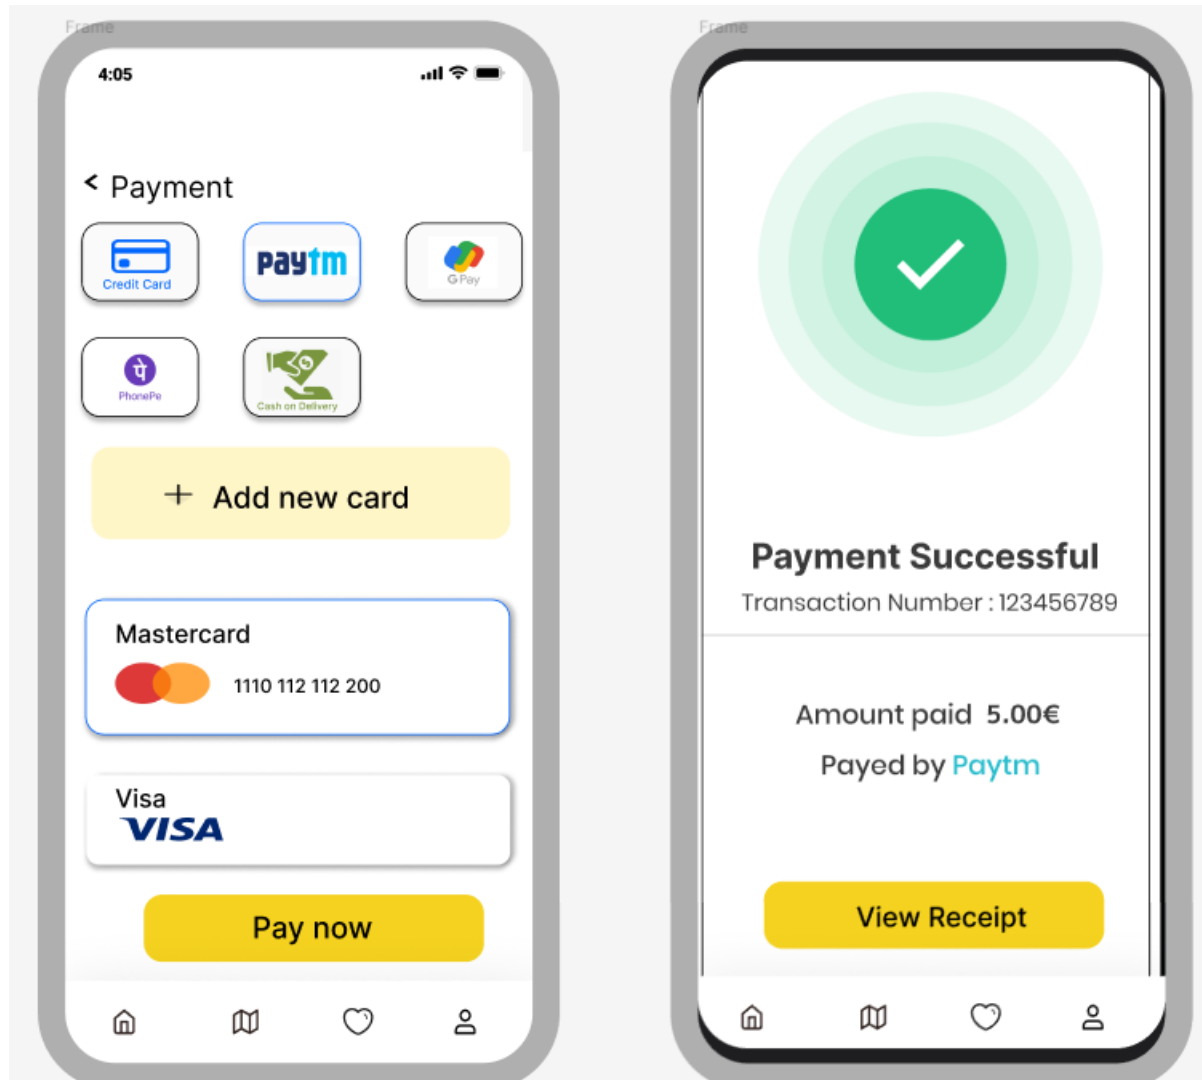 Frame
4:05
< Payment
Credit Card
paytm
G Pay
पे
PhonePe
Cash on Delivery
+ Add new card
Mastercard
1110 112 112 200
Visa
VISA
Pay now
Frame
Payment Successful
Transaction Number : 123456789
Amount paid 5.00€
Payed by Paytm
View Receipt